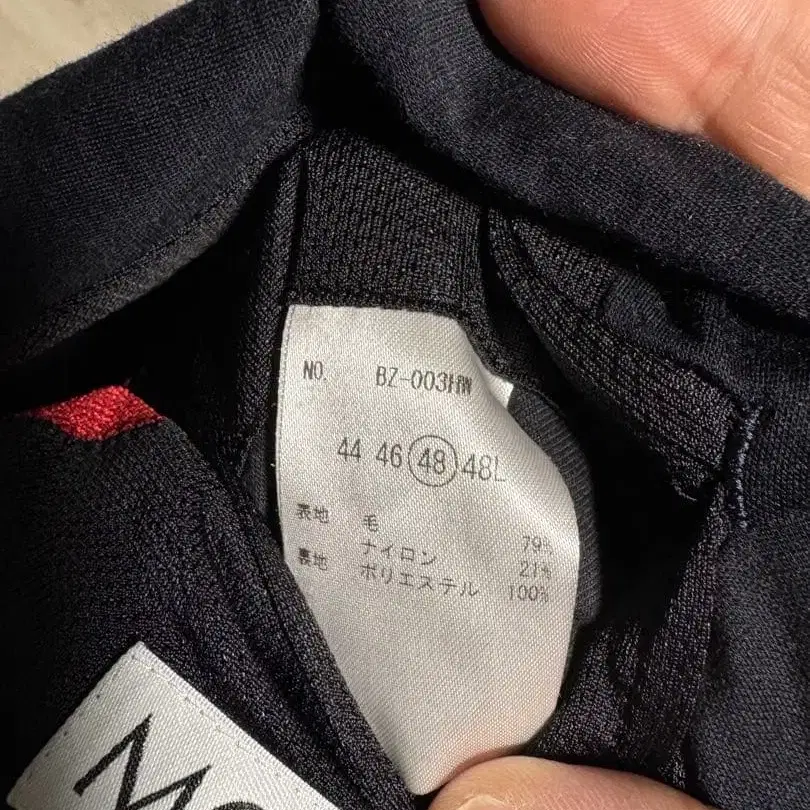 NO. BZ-003HW
44 46 48 48L
表地 毛 79%
ナイロン 21%
裏地 ポリエステル 100%